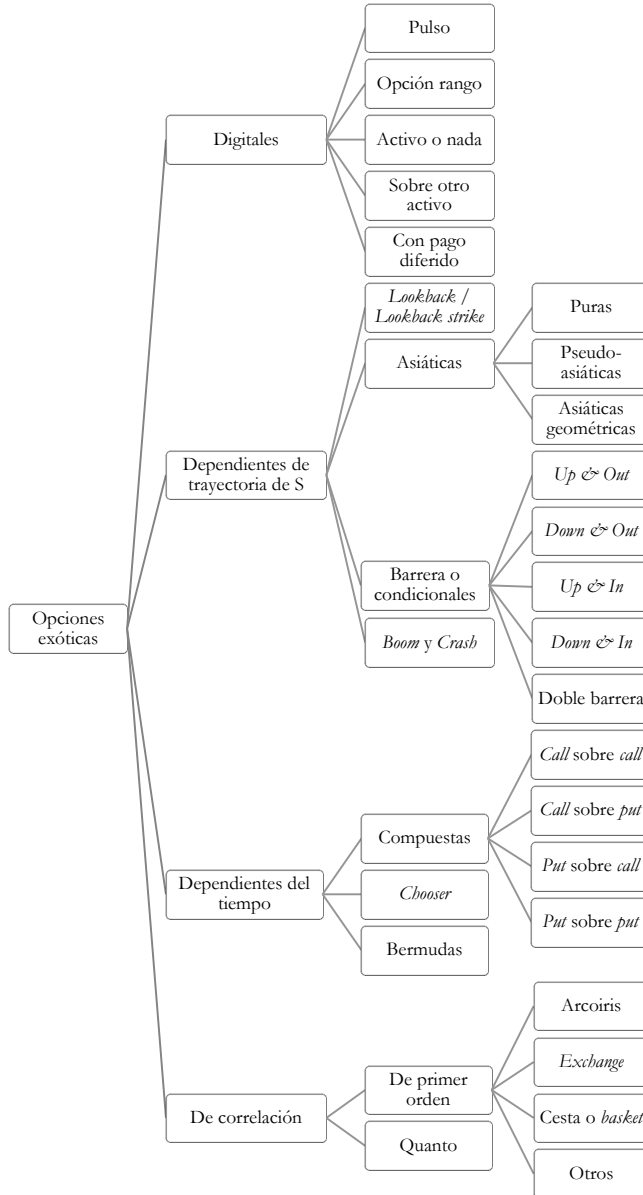 Opciones
exóticas
Digitales
Pulso
Opción rango
Activo o nada
Sobre otro
activo
Con pago
diferido
Dependientes de
trayectoria de S
Lookback /
Lookback strike
Asiáticas
Puras
Pseudo-
asiáticas
Asiáticas
geométricas
Barrera o
condicionales
Up & Out
Down & Out
Up & In
Down & In
Doble barrera
Boom y Crash
Dependientes del
tiempo
Compuestas
Call sobre call
Call sobre put
Put sobre call
Put sobre put
Chooser
Bermudas
De correlación
De primer
orden
Arcoiris
Exchange
Cesta o basket
Otros
Quanto